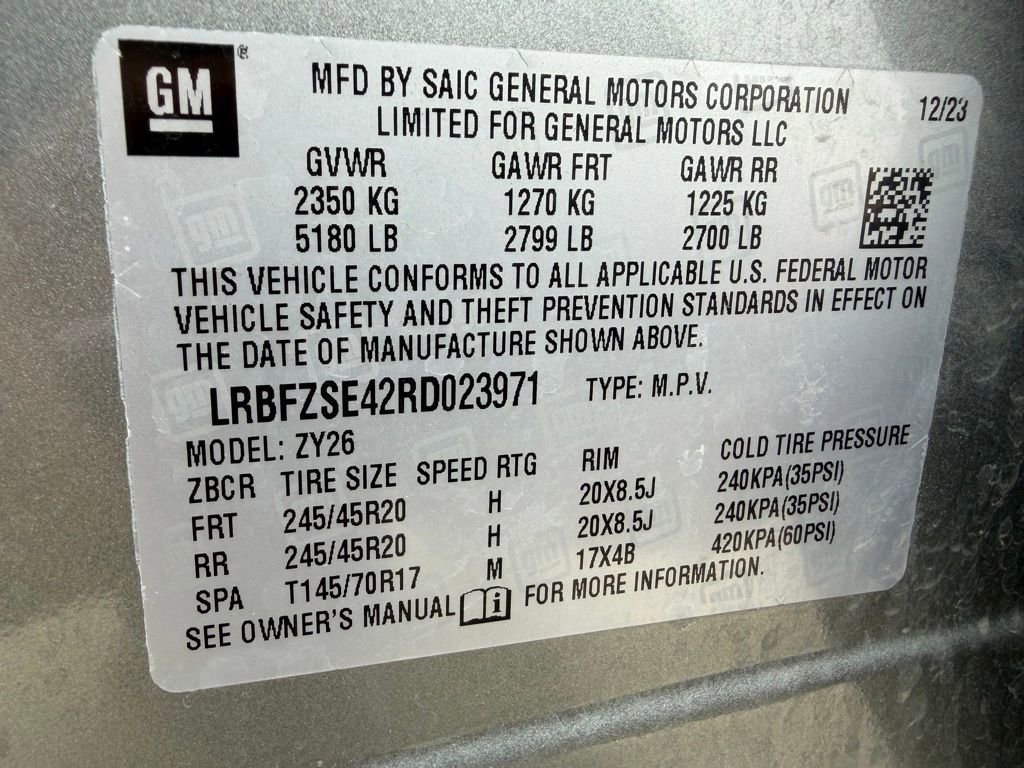 GM ®
MFD BY SAIC GENERAL MOTORS CORPORATION 12/23
LIMITED FOR GENERAL MOTORS LLC
GVWR GAWR FRT GAWR RR
2350 KG 1270 KG 1225 KG
5180 LB 2799 LB 2700 LB
THIS VEHICLE CONFORMS TO ALL APPLICABLE U.S. FEDERAL MOTOR
VEHICLE SAFETY AND THEFT PREVENTION STANDARDS IN EFFECT ON
THE DATE OF MANUFACTURE SHOWN ABOVE.
LRBFZSE42RD023971 TYPE: M.P.V.
MODEL: ZY26
ZBCR TIRE SIZE SPEED RTG RIM COLD TIRE PRESSURE
FRT 245/45R20 H 20X8.5J 240KPA(35PSI)
RR 245/45R20 H 20X8.5J 240KPA(35PSI)
SPA T145/70R17 M 17X4B 420KPA(60PSI)
SEE OWNER'S MANUAL i FOR MORE INFORMATION.